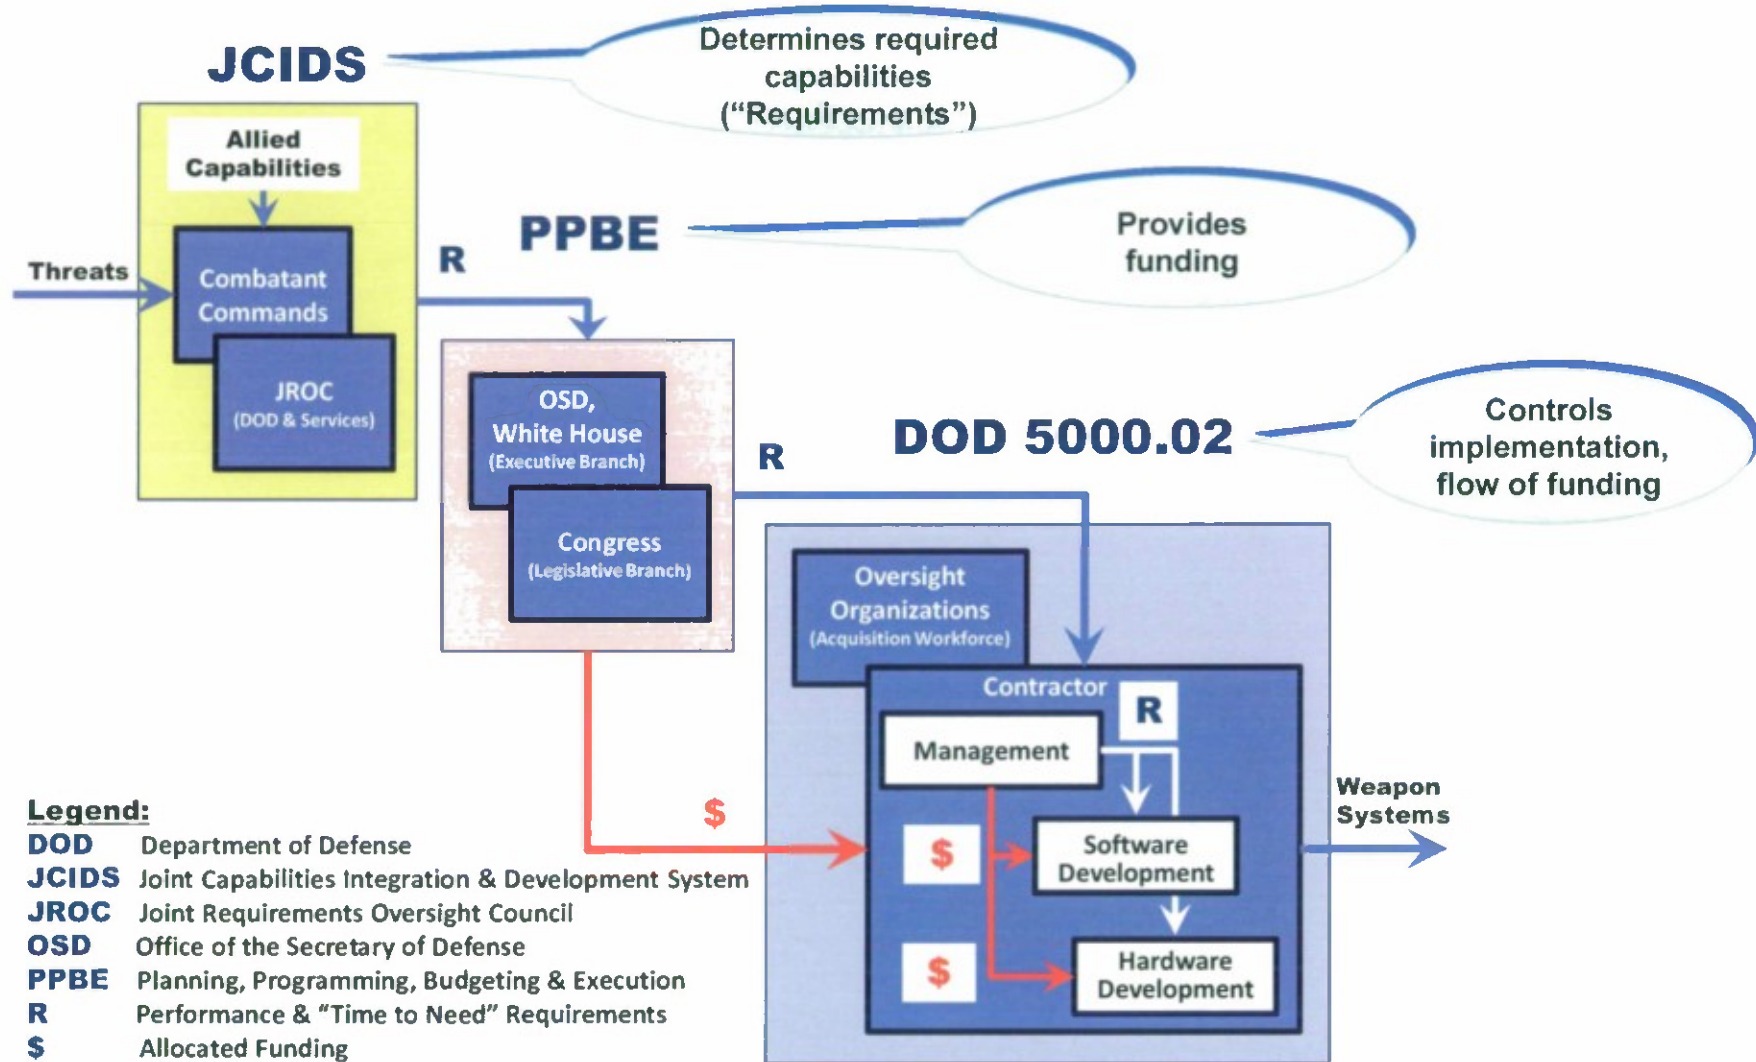 JCIDS
Determines required
capabilities
(“Requirements”)
Allied
Capabilities
Threats
Combatant
Commands
JROC
(DOD & Services)
R
PPBE
Provides
funding
OSD,
White House
(Executive Branch)
Congress
(Legislative Branch)
R
DOD 5000.02
Controls
implementation,
flow of funding
Oversight
Organizations
(Acquisition Workforce)
Contractor
R
Management
$
$
Software
Development
$
Hardware
Development
Weapon
Systems
Legend:
DOD Department of Defense
JCIDS Joint Capabilities Integration & Development System
JROC Joint Requirements Oversight Council
OSD Office of the Secretary of Defense
PPBE Planning, Programming, Budgeting & Execution
R Performance & “Time to Need” Requirements
$ Allocated Funding